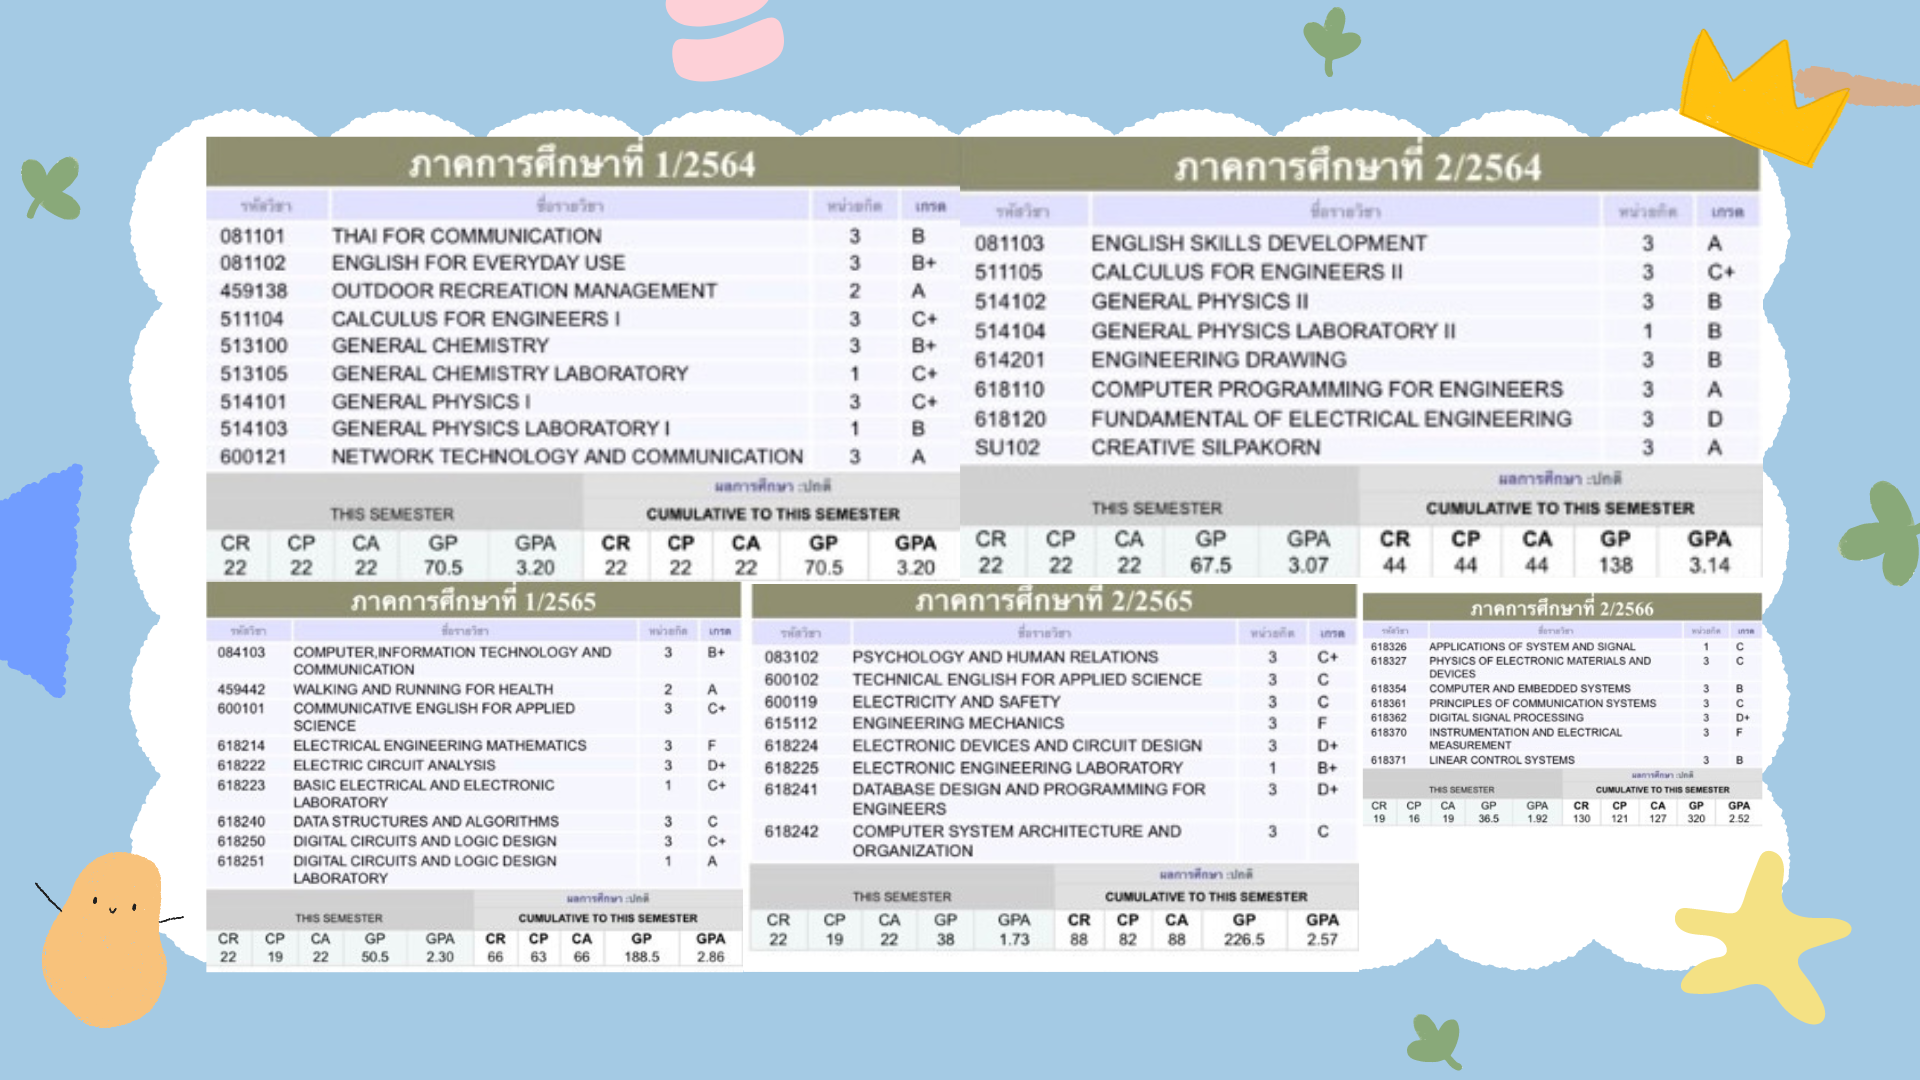 ภาคการศึกษาที่ 1/2564
รหัสวิชา ชื่อรายวิชา หน่วยกิต เกรด
081101 THAI FOR COMMUNICATION 3 B
081102 ENGLISH FOR EVERYDAY USE 3 B+
459138 OUTDOOR RECREATION MANAGEMENT 2 A
511104 CALCULUS FOR ENGINEERS I 3 C+
513100 GENERAL CHEMISTRY 3 B+
513105 GENERAL CHEMISTRY LABORATORY 1 C+
514101 GENERAL PHYSICS I 3 C+
514103 GENERAL PHYSICS LABORATORY I 1 B
600121 NETWORK TECHNOLOGY AND COMMUNICATION 3 A
ผลการศึกษา :ปกติ
THIS SEMESTER CUMULATIVE TO THIS SEMESTER
CR CP CA GP GPA CR CP CA GP GPA
22 22 22 70.5 3.20 22 22 22 70.5 3.20
ภาคการศึกษาที่ 2/2564
รหัสวิชา ชื่อรายวิชา หน่วยกิต เกรด
081103 ENGLISH SKILLS DEVELOPMENT 3 A
511105 CALCULUS FOR ENGINEERS II 3 C+
514102 GENERAL PHYSICS II 3 B
514104 GENERAL PHYSICS LABORATORY II 1 B
614201 ENGINEERING DRAWING 3 B
618110 COMPUTER PROGRAMMING FOR ENGINEERS 3 A
618120 FUNDAMENTAL OF ELECTRICAL ENGINEERING 3 D
SU102 CREATIVE SILPAKORN 3 A
ผลการศึกษา :ปกติ
THIS SEMESTER CUMULATIVE TO THIS SEMESTER
CR CP CA GP GPA CR CP CA GP GPA
22 22 22 67.5 3.07 44 44 44 138 3.14
ภาคการศึกษาที่ 1/2565
รหัสวิชา ชื่อรายวิชา หน่วยกิต เกรด
084103 COMPUTER,INFORMATION TECHNOLOGY AND 3 B+
COMMUNICATION
459442 WALKING AND RUNNING FOR HEALTH 2 A
600101 COMMUNICATIVE ENGLISH FOR APPLIED 3 C+
SCIENCE
618214 ELECTRICAL ENGINEERING MATHEMATICS 3 F
618222 ELECTRIC CIRCUIT ANALYSIS 3 D+
618223 BASIC ELECTRICAL AND ELECTRONIC 1 C+
LABORATORY
618240 DATA STRUCTURES AND ALGORITHMS 3 C
618250 DIGITAL CIRCUITS AND LOGIC DESIGN 3 C+
618251 DIGITAL CIRCUITS AND LOGIC DESIGN 1 A
LABORATORY
ผลการศึกษา :ปกติ
THIS SEMESTER CUMULATIVE TO THIS SEMESTER
CR CP CA GP GPA CR CP CA GP GPA
22 19 22 50.5 2.30 66 63 66 188.5 2.86
ภาคการศึกษาที่ 2/2565
รหัสวิชา ชื่อรายวิชา หน่วยกิต เกรด
083102 PSYCHOLOGY AND HUMAN RELATIONS 3 C+
600102 TECHNICAL ENGLISH FOR APPLIED SCIENCE 3 C
600119 ELECTRICITY AND SAFETY 3 C
615112 ENGINEERING MECHANICS 3 F
618224 ELECTRONIC DEVICES AND CIRCUIT DESIGN 3 D+
618225 ELECTRONIC ENGINEERING LABORATORY 1 B+
618241 DATABASE DESIGN AND PROGRAMMING FOR 3 D+
ENGINEERS
618242 COMPUTER SYSTEM ARCHITECTURE AND 3 C
ORGANIZATION
ผลการศึกษา :ปกติ
THIS SEMESTER CUMULATIVE TO THIS SEMESTER
CR CP CA GP GPA CR CP CA GP GPA
22 19 22 38 1.73 88 82 88 226.5 2.57
ภาคการศึกษาที่ 2/2566
รหัสวิชา ชื่อรายวิชา หน่วยกิต เกรด
618326 APPLICATIONS OF SYSTEM AND SIGNAL 1 C
618327 PHYSICS OF ELECTRONIC MATERIALS AND 3 C
DEVICES
618354 COMPUTER AND EMBEDDED SYSTEMS 3 B
618361 PRINCIPLES OF COMMUNICATION SYSTEMS 3 C
618362 DIGITAL SIGNAL PROCESSING 3 D+
618370 INSTRUMENTATION AND ELECTRICAL 3 F
MEASUREMENT
618371 LINEAR CONTROL SYSTEMS 3 B
ผลการศึกษา :ปกติ
THIS SEMESTER CUMULATIVE TO THIS SEMESTER
CR CP CA GP GPA CR CP CA GP GPA
19 16 19 36.5 1.92 130 121 127 320 2.52